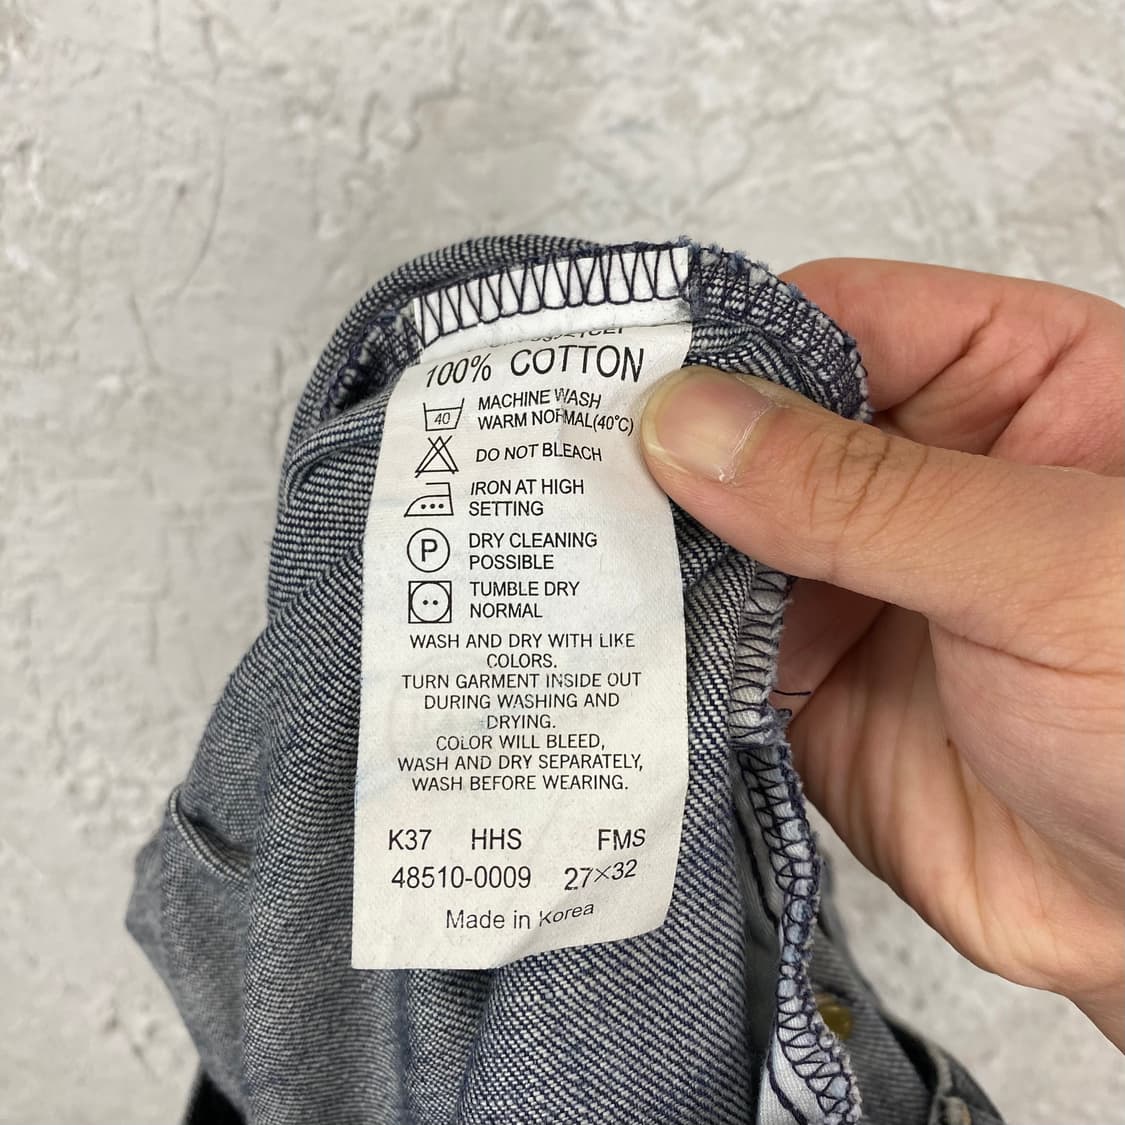 100% COTTON
40
MACHINE WASH
WARM NORMAL(40°C)
DO NOT BLEACH
IRON AT HIGH
SETTING
P
DRY CLEANING
POSSIBLE
TUMBLE DRY
NORMAL
WASH AND DRY WITH LIKE
COLORS.
TURN GARMENT INSIDE OUT
DURING WASHING AND
DRYING.
COLOR WILL BLEED,
WASH AND DRY SEPARATELY,
WASH BEFORE WEARING.
K37 HHS FMS
48510-0009 27×32
Made in Korea